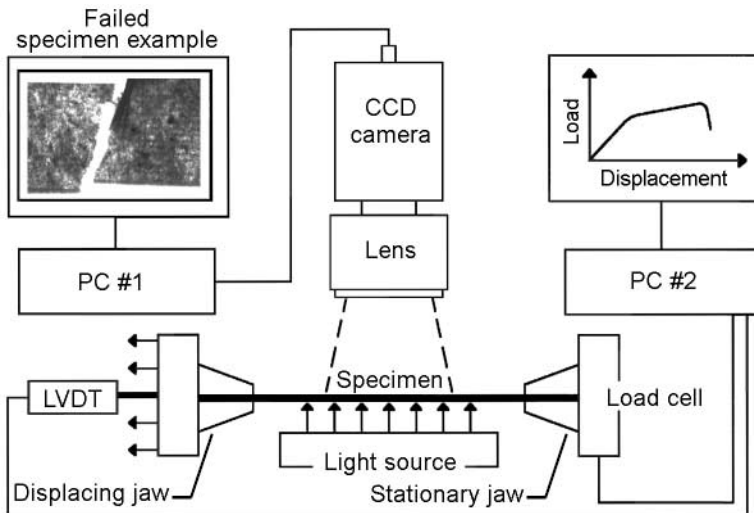 Failed
specimen example
CCD
camera
Load
Displacement
Lens
PC #1
PC #2
Specimen
LVDT
Load cell
Light source
Displacing jaw
Stationary jaw